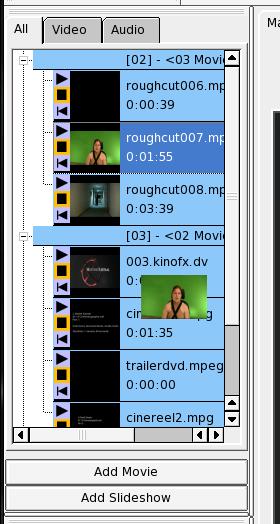 All
Video
Audio
Ma
[02] - <03 Movi
roughcut006.mp
0:00:39
roughcut007.mp
0:01:55
roughcut008.mp
0:03:39
[03] - <02 Movi
003.kinofx.dv
0:
cin pg
0:01:35
trailerdvd.mpeg
0:00:00
cinereel2.mpg
Add Movie
Add Slideshow